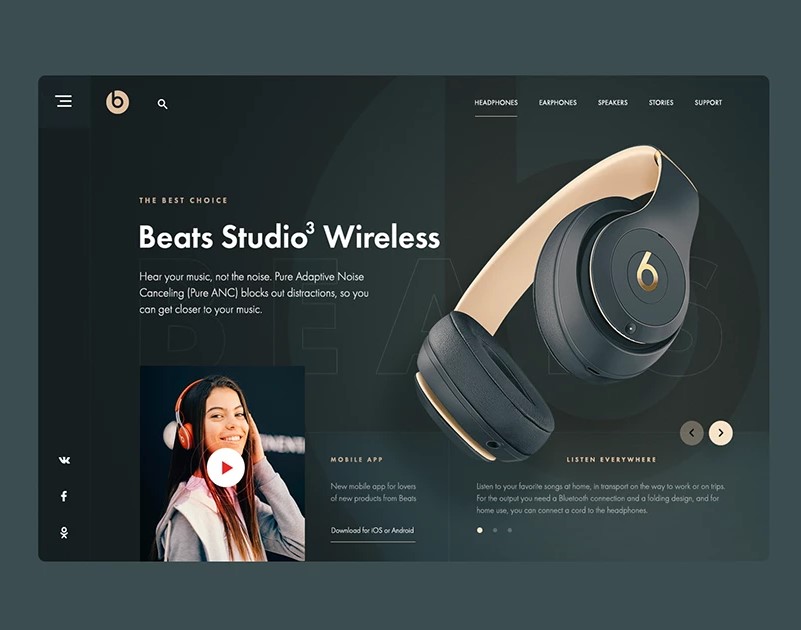 HEADPHONES
EARPHONES
SPEAKERS
STORIES
SUPPORT
THE BEST CHOICE
Beats Studio³ Wireless
Hear your music, not the noise. Pure Adaptive Noise
Canceling (Pure ANC) blocks out distractions, so you
can get closer to your music.
BEATS
MOBILE APP
New mobile app for lovers
of new products from Beats
Download for iOS or Android
LISTEN EVERYWHERE
Listen to your favorite songs at home, in transport on the way to work or on trips.
For the output you need a Bluetooth connection and a folding design, and for
home use, you can connect a cord to the headphones.